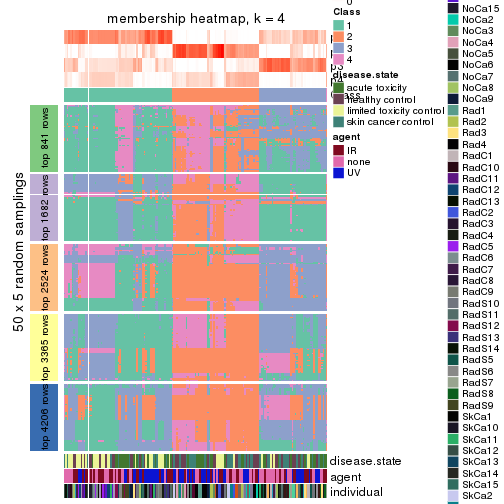 membership heatmap, k = 4
50 x 5 random samplings
top 841 rows
top 1682 rows
top 2524 rows
top 3365 rows
top 4206 rows
p3
disease.state
agent
individual
0
Class
1
2
3
4
disease.state
acute toxicity
healthy control
limited toxicity control
skin cancer control
agent
IR
none
UV
NoCa15
NoCa2
NoCa3
NoCa4
NoCa5
NoCa6
NoCa7
NoCa8
NoCa9
Rad1
Rad2
Rad3
Rad4
RadC1
RadC10
RadC11
RadC12
RadC13
RadC2
RadC3
RadC4
RadC5
RadC6
RadC7
RadC8
RadC9
RadS10
RadS11
RadS12
RadS13
RadS14
RadS5
RadS6
RadS7
RadS8
RadS9
SkCa1
SkCa10
SkCa11
SkCa12
SkCa13
SkCa14
SkCa15
SkCa2